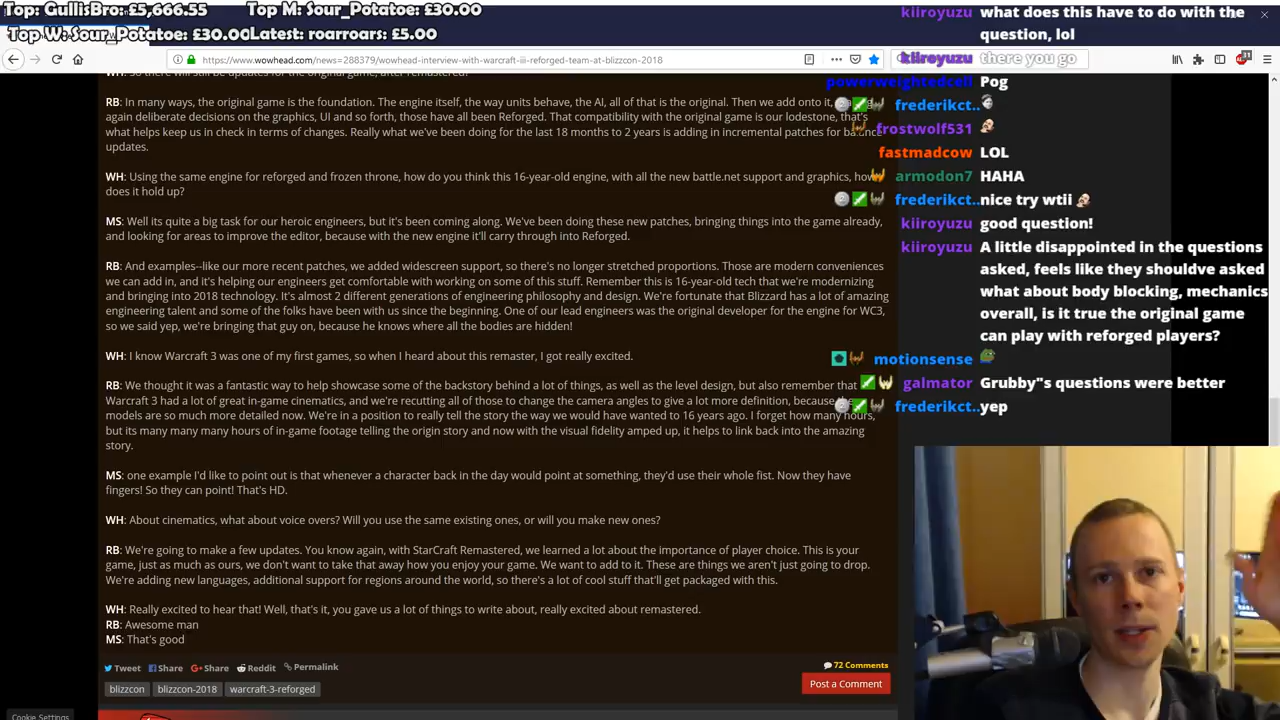 Top: GullisBro: £5,666.55 Top M: Sour_Potatoe: £30.00
Top W: Sour_Potatoe: £30.00 Latest: roarroars: £5.00
https://www.wowhead.com/news=288379/wowhead-interview-with-warcraft-iii-reforged-team-at-blizzcon-2018
WH: So there will still be updates for the original game, after remastered?
RB: In many ways, the original game is the foundation. The engine itself, the way units behave, the AI, all of that is the original. Then we add onto it,
again deliberate decisions on the graphics, UI and so forth, those have all been Reforged. That compatibility with the original game is our lodestone, that's
what helps keep us in check in terms of changes. Really what we've been doing for the last 18 months to 2 years is adding in incremental patches for balance
updates.
WH: Using the same engine for reforged and frozen throne, how do you think this 16-year-old engine, with all the new battle.net support and graphics, how
does it hold up?
MS: Well its quite a big task for our heroic engineers, but it's been coming along. We've been doing these new patches, bringing things into the game already,
and looking for areas to improve the editor, because with the new engine it'll carry through into Reforged.
RB: And examples--like our more recent patches, we added widescreen support, so there's no longer stretched proportions. Those are modern conveniences
we can add in, and it's helping our engineers get comfortable with working on some of this stuff. Remember this is 16-year-old tech that we're modernizing
and bringing into 2018 technology. It's almost 2 different generations of engineering philosophy and design. We're fortunate that Blizzard has a lot of amazing
engineering talent and some of the folks have been with us since the beginning. One of our lead engineers was the original developer for the engine for WC3,
so we said yep, we're bringing that guy on, because he knows where all the bodies are hidden!
WH: I know Warcraft 3 was one of my first games, so when I heard about this remaster, I got really excited.
RB: We thought it was a fantastic way to help showcase some of the backstory behind a lot of things, as well as the level design, but also remember that
Warcraft 3 had a lot of great in-game cinematics, and we're recutting all of those to change the camera angles to give a lot more definition, because
models are so much more detailed now. We're in a position to really tell the story the way we would have wanted to 16 years ago. I forget how many hours,
but its many many many hours of in-game footage telling the origin story and now with the visual fidelity amped up, it helps to link back into the amazing
story.
MS: one example I'd like to point out is that whenever a character back in the day would point at something, they'd use their whole fist. Now they have
fingers! So they can point! That's HD.
WH: About cinematics, what about voice overs? Will you use the same existing ones, or will you make new ones?
RB: We're going to make a few updates. You know again, with StarCraft Remastered, we learned a lot about the importance of player choice. This is your
game, just as much as ours, we don't want to take that away how you enjoy your game. We want to add to it. These are things we aren't just going to drop.
We're adding new languages, additional support for regions around the world, so there's a lot of cool stuff that'll get packaged with this.
WH: Really excited to hear that! Well, that's it, you gave us a lot of things to write about, really excited about remastered.
RB: Awesome man
MS: That's good
Tweet Share Share Reddit Permalink
72 Comments
blizzcon blizzcon-2018 warcraft-3-reforged
Post a Comment
Cookie Settings
kiiroyuzu what does this have to do with the
question, lol
kiiroyuzu there you go
powerweightedcell Pog
frederikct..
frostwolf531
fastmadcow LOL
armodon7 HAHA
frederikct.. nice try wtii
kiiroyuzu good question!
kiiroyuzu A little disappointed in the questions
asked, feels like they shouldve asked
what about body blocking, mechanics
overall, is it true the original game
can play with reforged players?
motionsense
galmator Grubby"s questions were better
frederikct.. yep